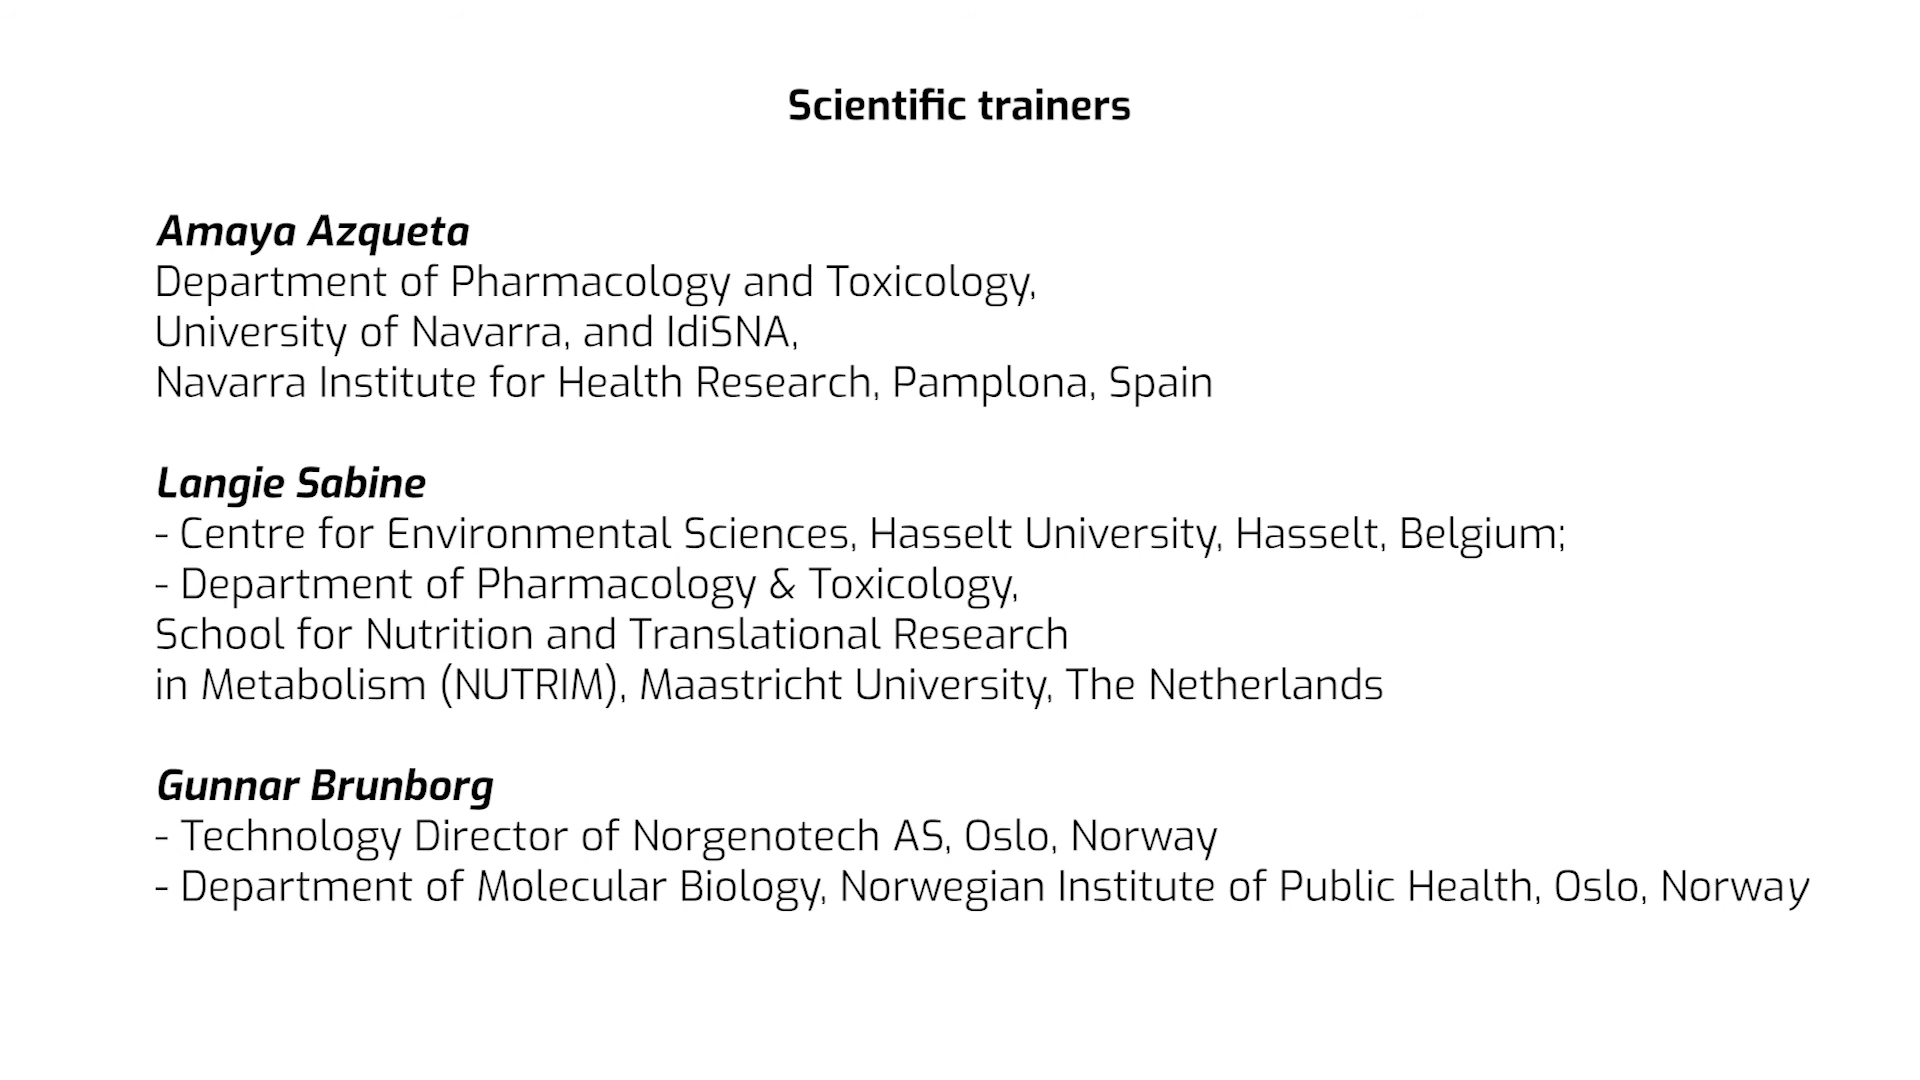 Scientific trainers
Amaya Azqueta
Department of Pharmacology and Toxicology,
University of Navarra, and IdiSNA,
Navarra Institute for Health Research, Pamplona, Spain
Langie Sabine
- Centre for Environmental Sciences, Hasselt University, Hasselt, Belgium;
- Department of Pharmacology & Toxicology,
School for Nutrition and Translational Research
in Metabolism (NUTRIM), Maastricht University, The Netherlands
Gunnar Brunborg
- Technology Director of Norgenotech AS, Oslo, Norway
- Department of Molecular Biology, Norwegian Institute of Public Health, Oslo, Norway